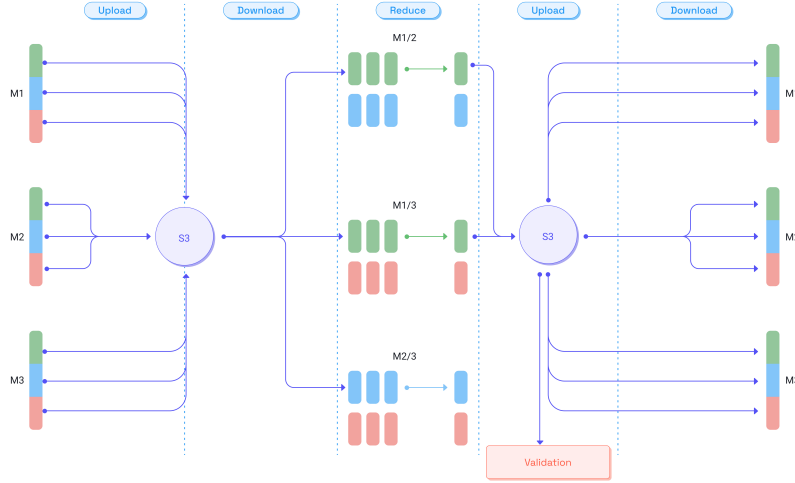 Upload
Download
Reduce
Upload
Download
M1/2
M1
M1/3
M2
S3
S3
M2/3
M3
Validation